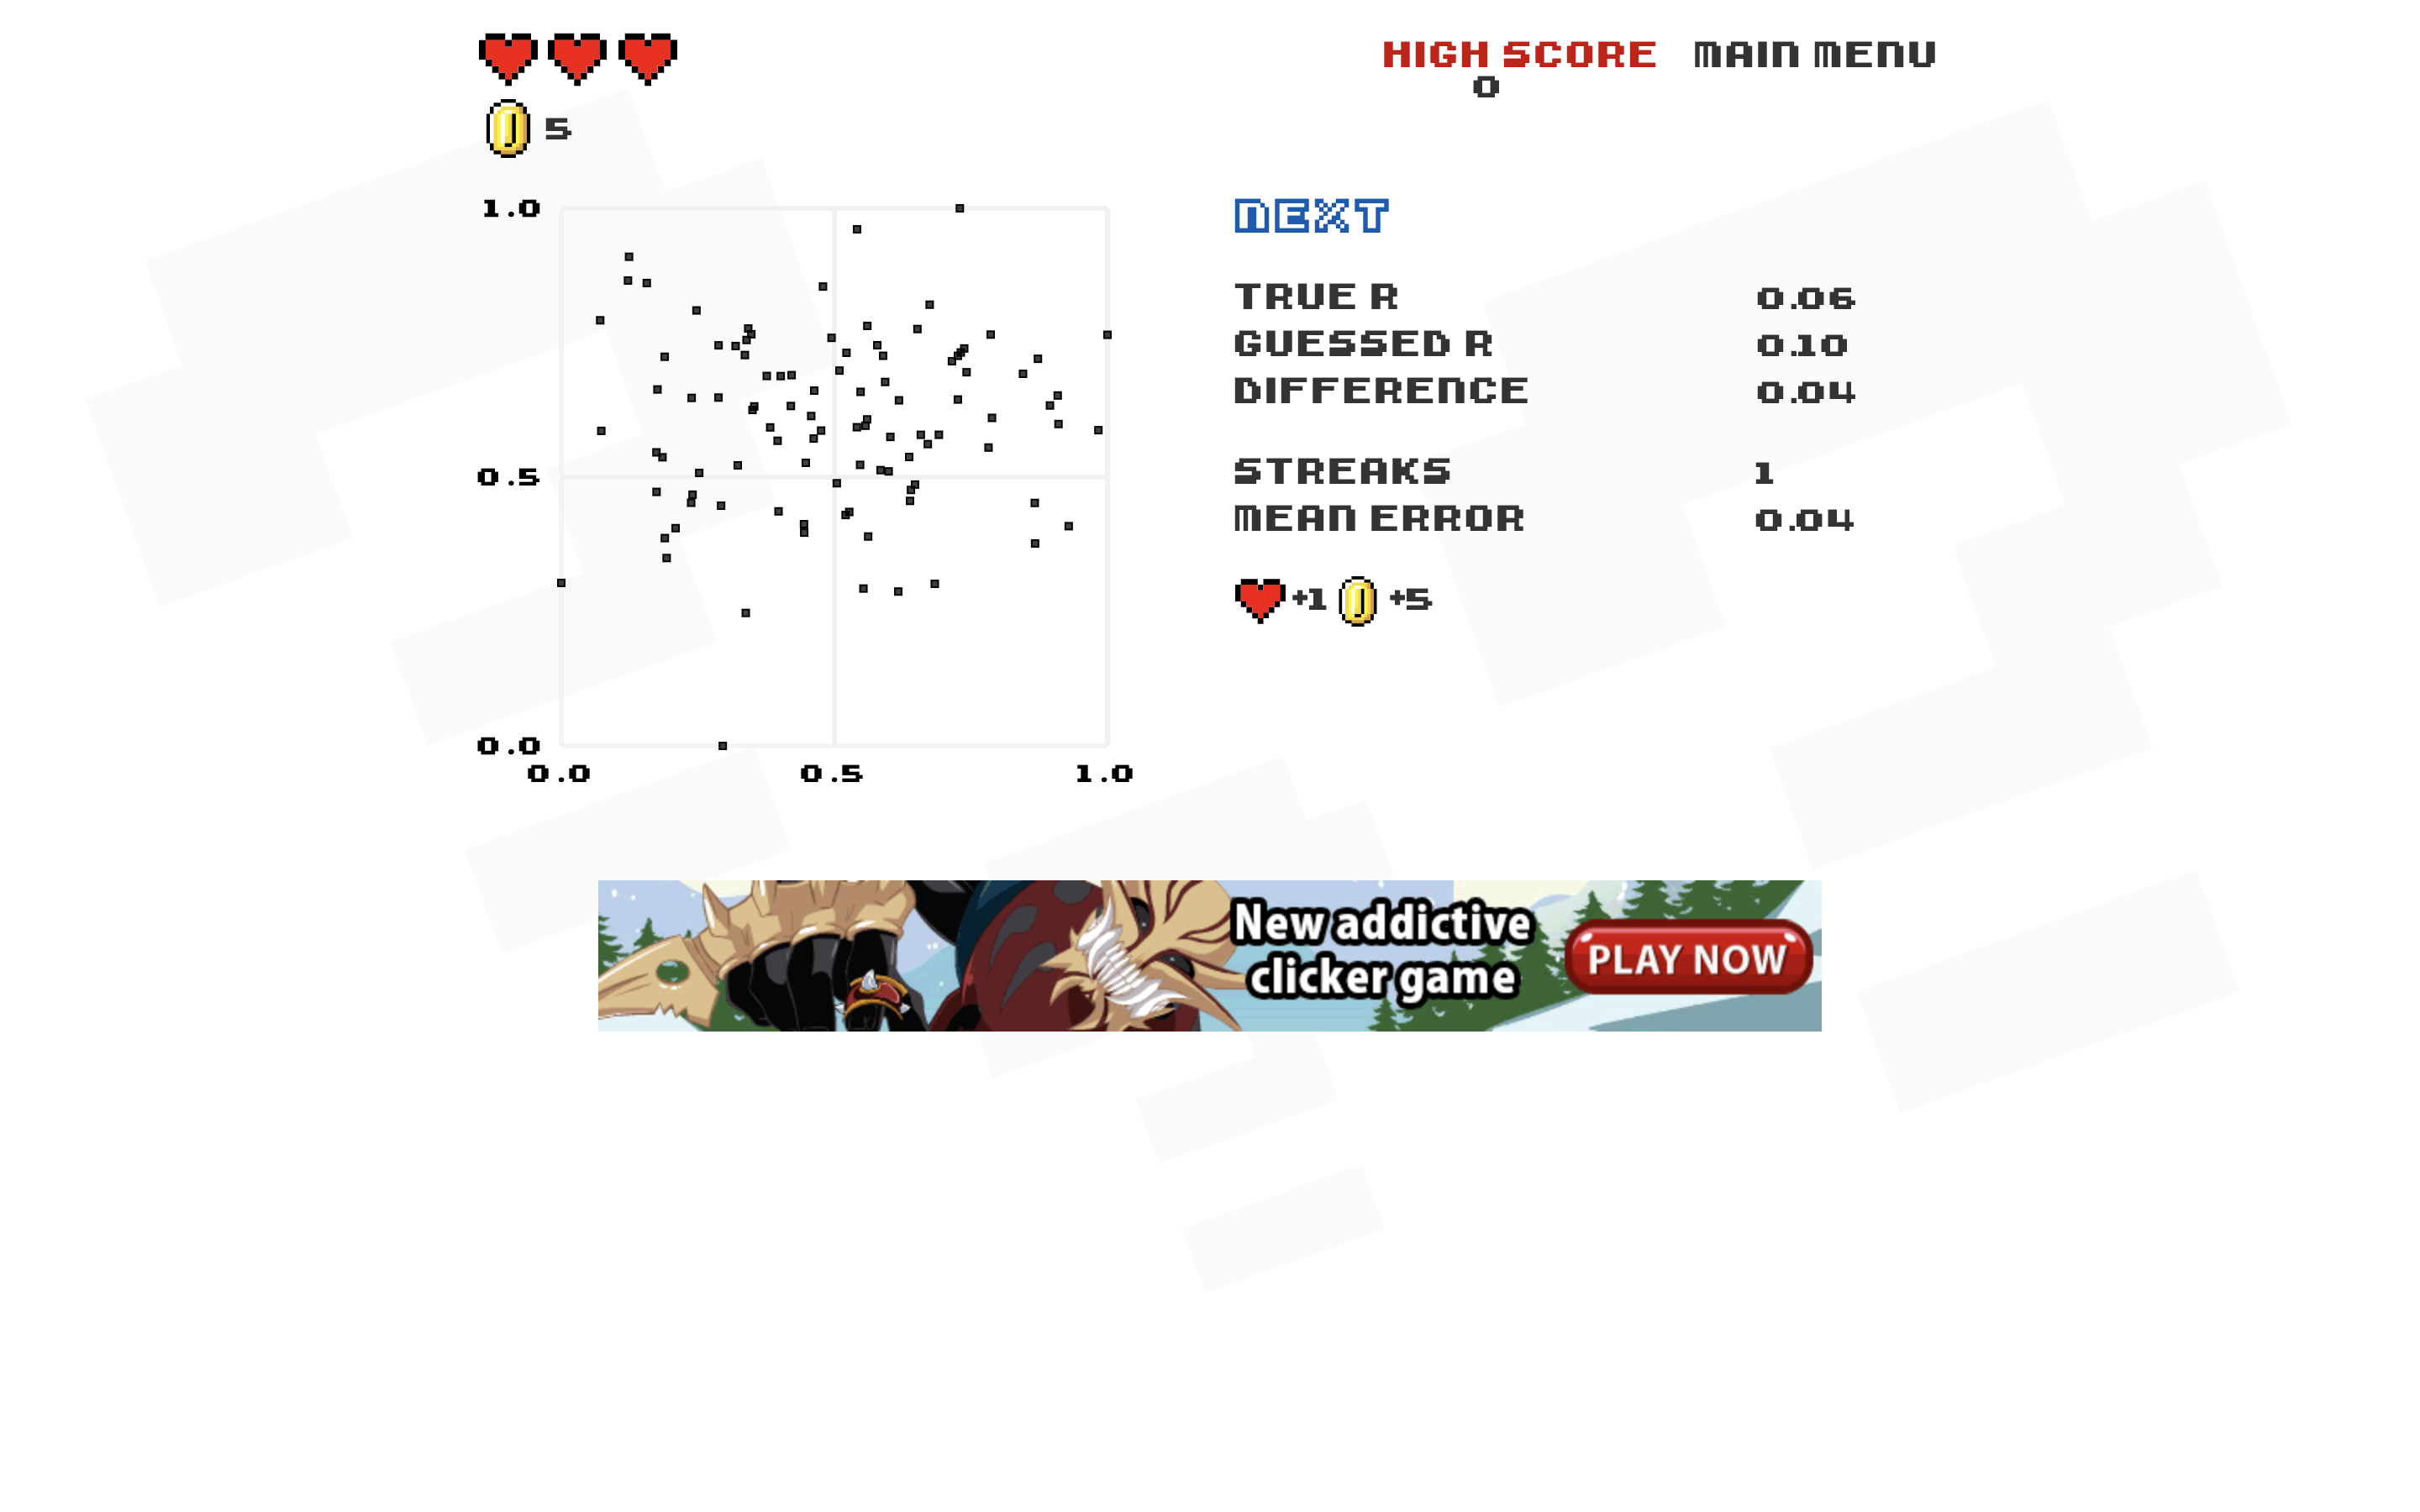 HIGH SCORE MAIN MENU
0
5
1.0
NEXT
TRUE R 0.06
GUESSED R 0.10
DIFFERENCE 0.04
0.5
STREAKS 1
MEAN ERROR 0.04
+1 +5
0.0
0.0 0.5 1.0
New addictive
clicker game
PLAY NOW